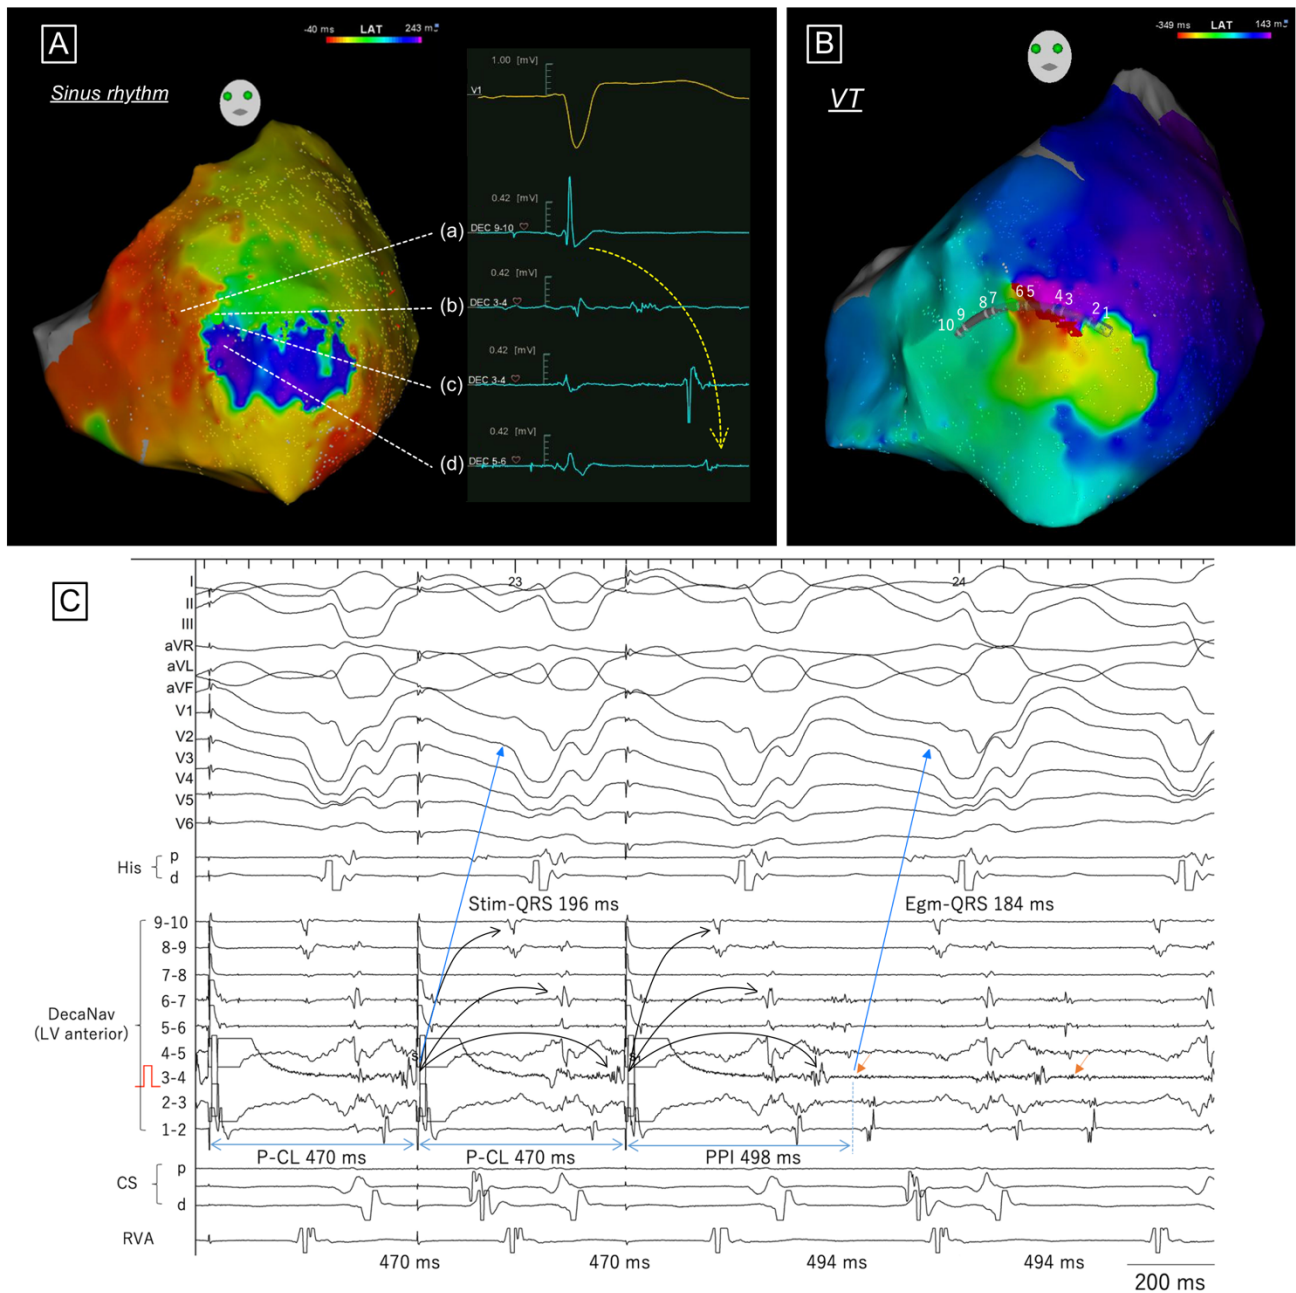 A
-40 ms LAT 243 m
Sinus rhythm
1.00 [mV]
V1
0.42 [mV]
(a)
DEC 9-10
0.42 [mV]
(b)
DEC 3-4
0.42 [mV]
(c)
DEC 3-4
0.42 [mV]
(d)
DEC 5-6
B
-349 ms LAT 143 m
VT
10 9 8 7 6 5 4 3 2 1
C
23 24
I
II
III
aVR
aVL
aVF
V1
V2
V3
V4
V5
V6
His p
d
Stim-QRS 196 ms Egm-QRS 184 ms
9-10
8-9
7-8
6-7
DecaNav
(LV anterior)
5-6
4-5
S S
3-4
2-3
1-2
P-CL 470 ms P-CL 470 ms PPI 498 ms
CS p
d
RVA
470 ms 470 ms 494 ms 494 ms
200 ms